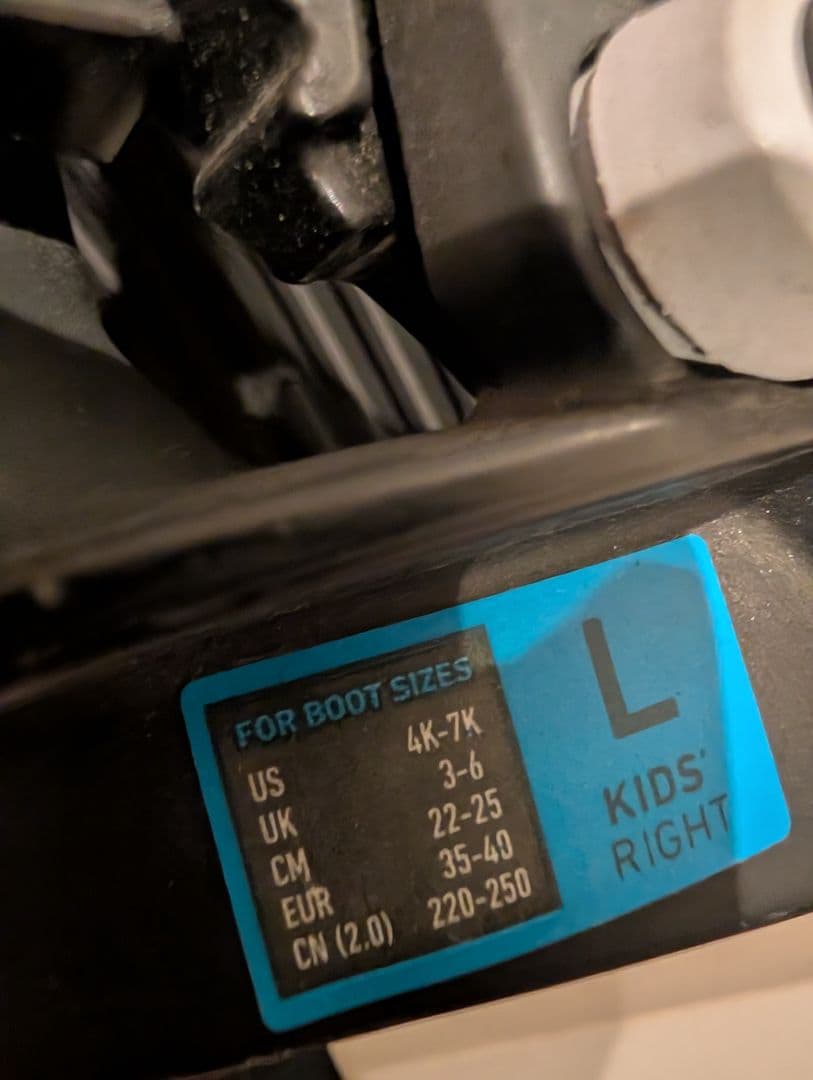 FOR BOOT SIZES
US 4K-7K
UK 3-6
CM 22-25
EUR 35-40
CN (2.0) 220-250
L
KIDS'
RIGHT